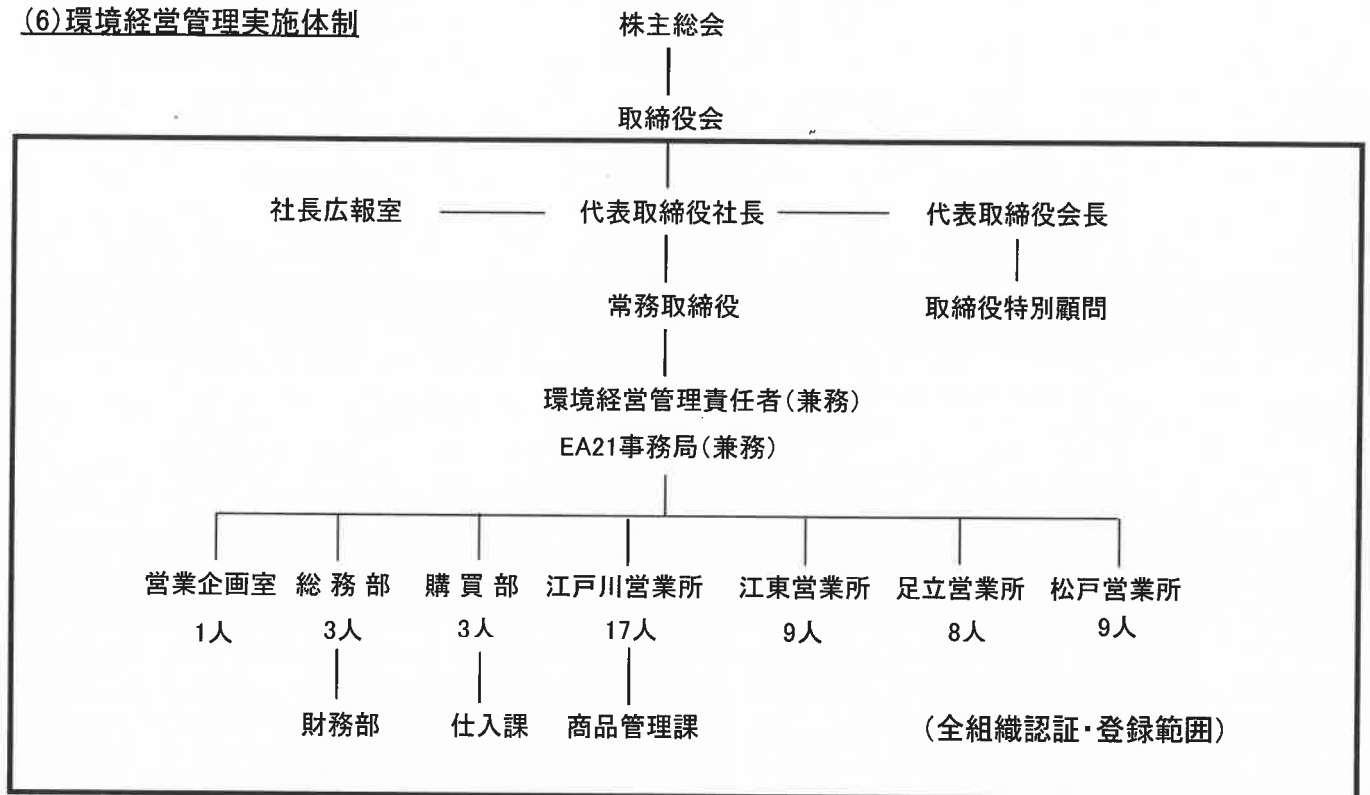 (6)環境経営管理実施体制
株主総会
取締役会
社長広報室 代表取締役社長 代表取締役会長
常務取締役 取締役特別顧問
環境経営管理責任者(兼務)
EA21事務局(兼務)
営業企画室 総務部 購買部 江戸川営業所 江東営業所 足立営業所 松戸営業所
1人 3人 3人 17人 9人 8人 9人
財務部 仕入課 商品管理課 (全組織認証・登録範囲)